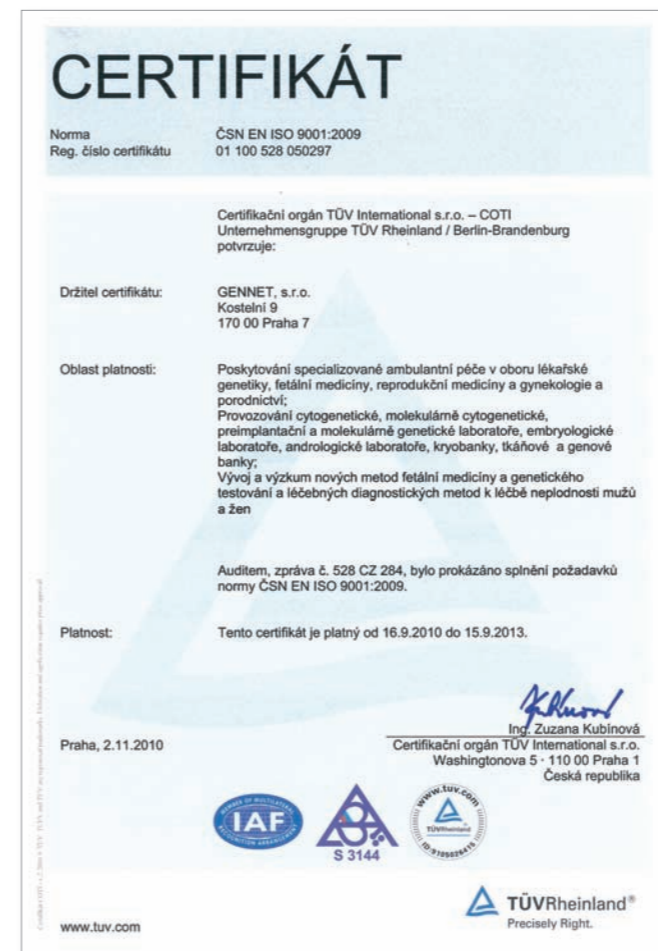 CERTIFIKÁT
Norma ČSN EN ISO 9001:2009
Reg. číslo certifikátu 01 100 528 050297
Certifikační orgán TÜV International s.r.o. – COTI
Unternehmensgruppe TÜV Rheinland / Berlin-Brandenburg
potvrzuje:
Držitel certifikátu: GENNET, s.r.o.
Kostelní 9
170 00 Praha 7
Oblast platnosti: Poskytování specializované ambulantní péče v oboru lékařské
genetiky, fetální medicíny, reprodukční medicíny a gynekologie a
porodnictví;
Provozování cytogenetické, molekulárně cytogenetické,
preimplantační a molekulárně genetické laboratoře, embryologické
laboratoře, andrologické laboratoře, kryobanky, tkáňové a genové
banky;
Vývoj a výzkum nových metod fetální medicíny a genetického
testování a léčebných diagnostických metod k léčbě neplodnosti mužů
a žen
Auditem, zpráva č. 528 CZ 284, bylo prokázáno splnění požadavků
normy ČSN EN ISO 9001:2009.
Platnost: Tento certifikát je platný od 16.9.2010 do 15.9.2013.
Ing. Zuzana Kubínová
Praha, 2.11.2010 Certifikační orgán TÜV International s.r.o.
Washingtonova 5 · 110 00 Praha 1
Česká republika
MEMBER OF MULTILATERAL
RECOGNITION ARRANGEMENT
IAF
S 3144
www.tuv.com
TÜVRheinland
ID:9105026415
TÜVRheinland®
Precisely Right.
www.tuv.com